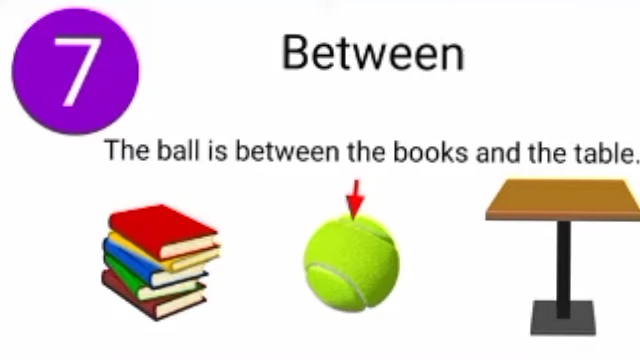 7
Between
The ball is between the books and the table.